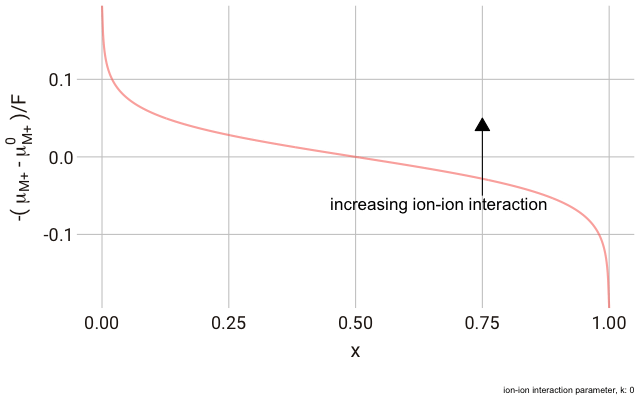 -( μM+ - μ0M+ )/F
0.1
0.0
-0.1
increasing ion-ion interaction
0.00 0.25 0.50 0.75 1.00
x
ion-ion interaction parameter, k: 0